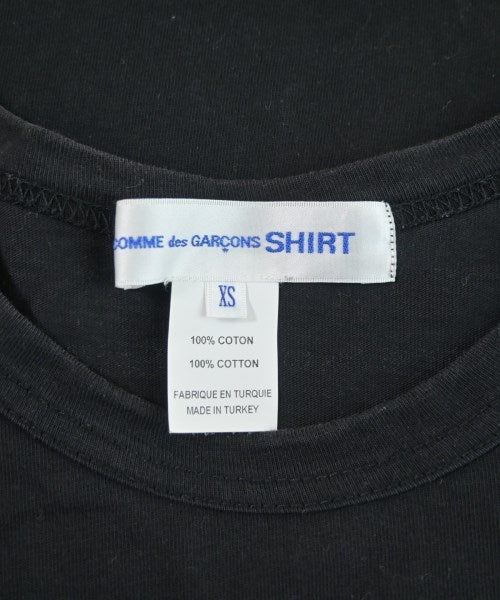 COMME des GARÇONS SHIRT
XS
100% COTON
100% COTTON
FABRIQUE EN TURQUIE
MADE IN TURKEY